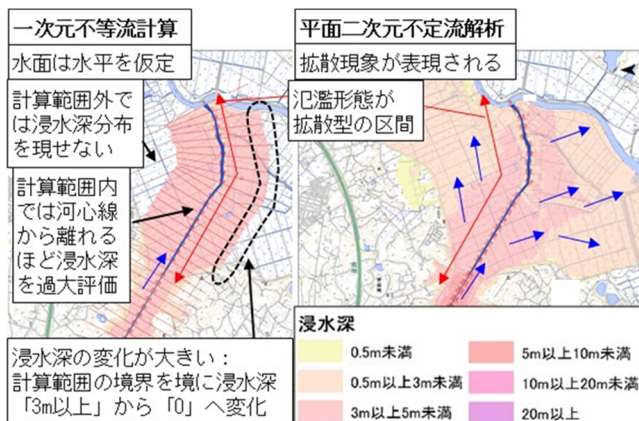 一次元不等流計算
水面は水平を仮定
計算範囲外で
は浸水深分布
を現せない
計算範囲内
では河心線
から離れる
ほど浸水深
を過大評価
浸水深の変化が大きい：
計算範囲の境界を境に浸水深
「3m以上」から「0」へ変化
平面二次元不定流解析
拡散現象が表現される
氾濫形態が
拡散型の区間
浸水深
0.5m未満
0.5m以上3m未満
3m以上5m未満
5m以上10m未満
10m以上20m未満
20m以上